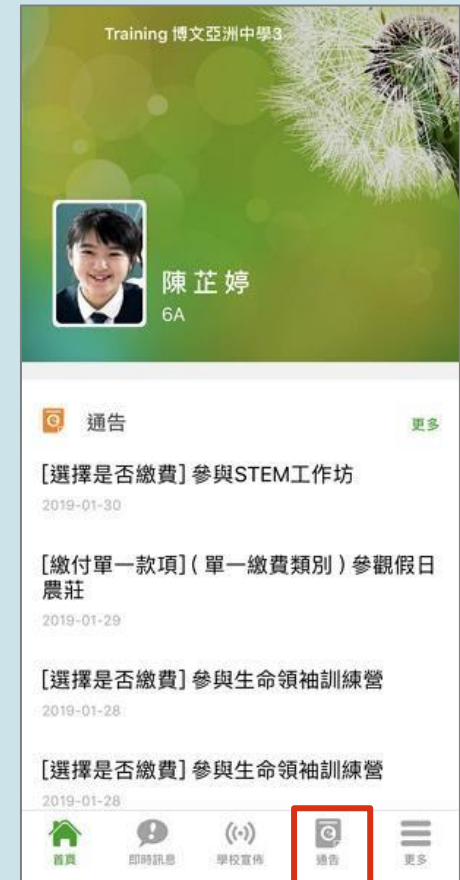 Training 博文亞洲中學3
陳芷婷
6A
通告
更多
[選擇是否繳費] 參與STEM工作坊
2019-01-30
[繳付單一款項] ( 單一繳費類別 ) 參觀假日
農莊
2019-01-29
[選擇是否繳費] 參與生命領袖訓練營
2019-01-28
[選擇是否繳費] 參與生命領袖訓練營
2019-01-28
首頁
即時訊息
學校宣佈
通告
更多